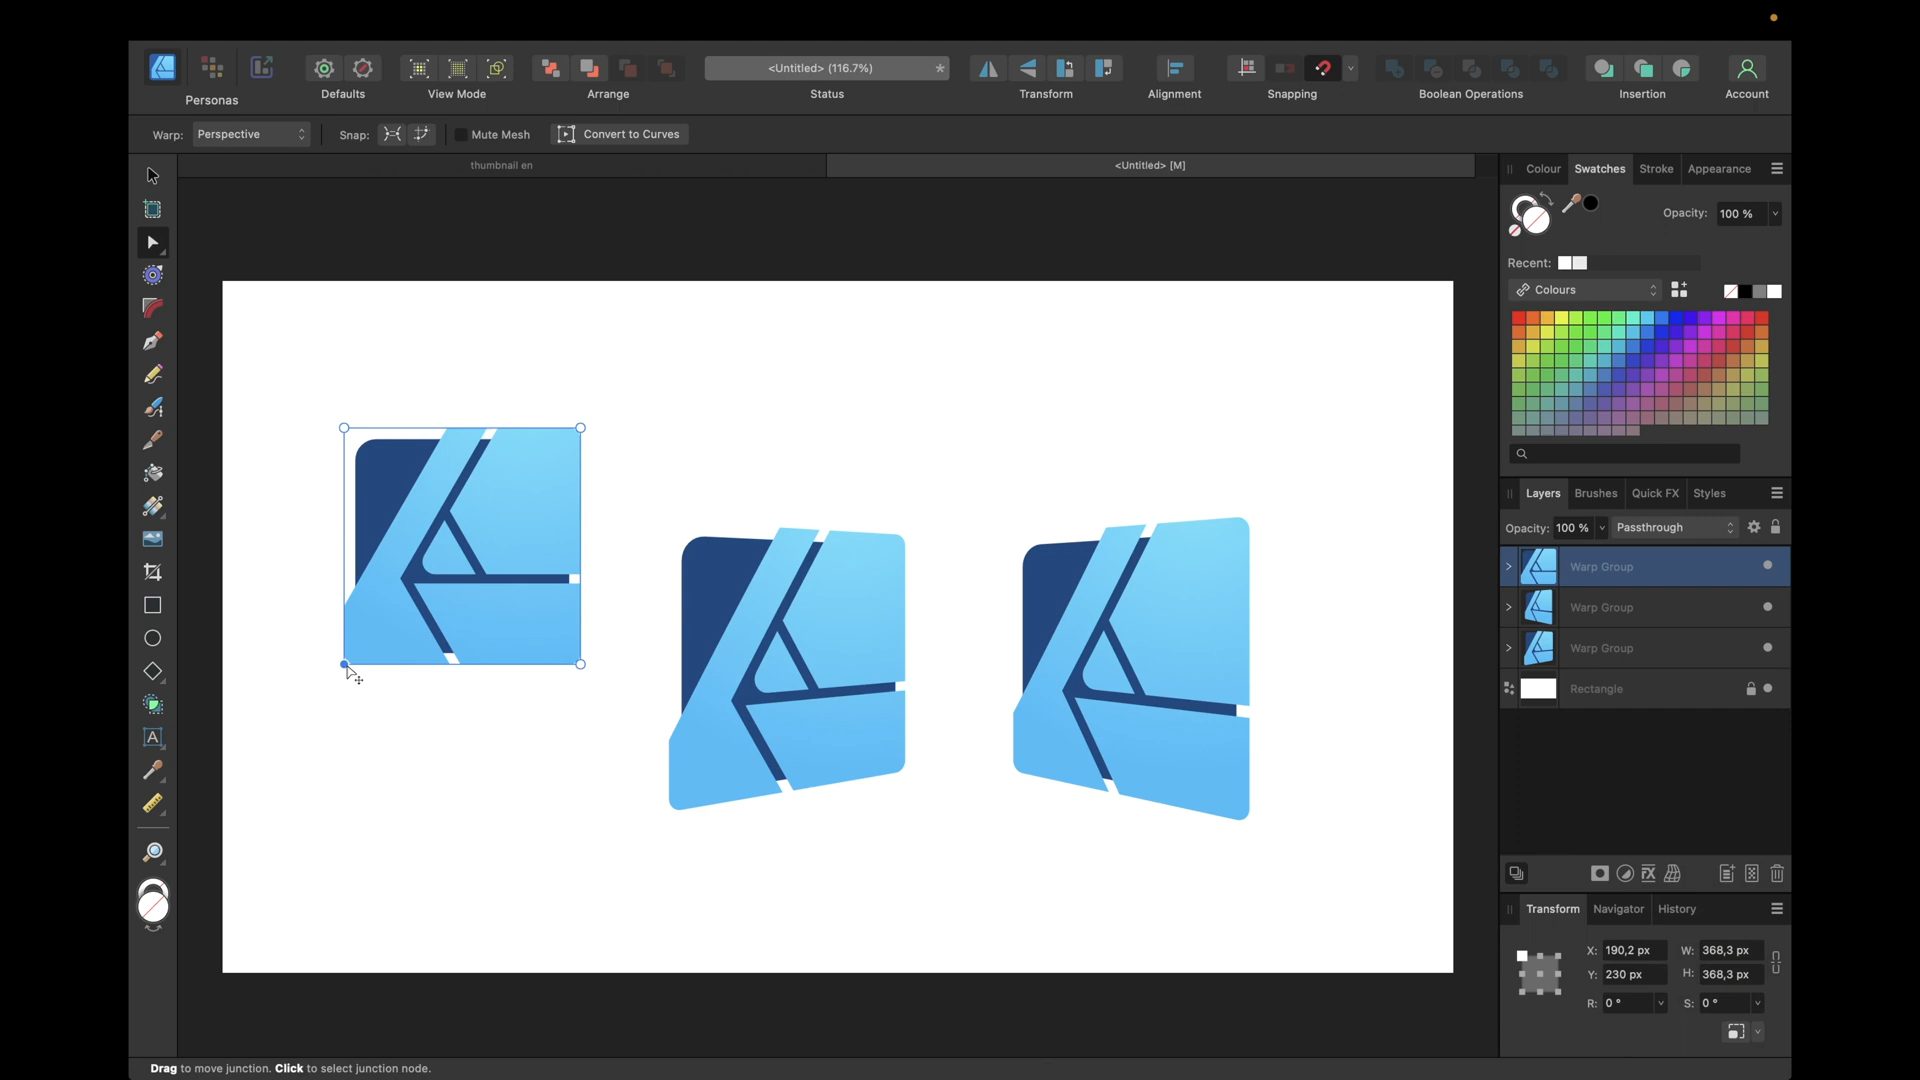 <Untitled> (116.7%)
*
Personas
Defaults
View Mode
Arrange
Status
Transform
Alignment
Snapping
Boolean Operations
Insertion
Account
Warp:
Perspective
Snap:
Mute Mesh
Convert to Curves
thumbnail en
<Untitled> [M]
Colour
Swatches
Stroke
Appearance
Opacity:
100 %
Recent:
Colours
Layers
Brushes
Quick FX
Styles
Opacity:
100 %
Passthrough
Warp Group
Warp Group
Warp Group
Rectangle
A
FX
Transform
Navigator
History
X: 190,2 px
W: 368,3 px
Y: 230 px
H: 368,3 px
R: 0 °
S: 0 °
Drag to move junction. Click to select junction node.